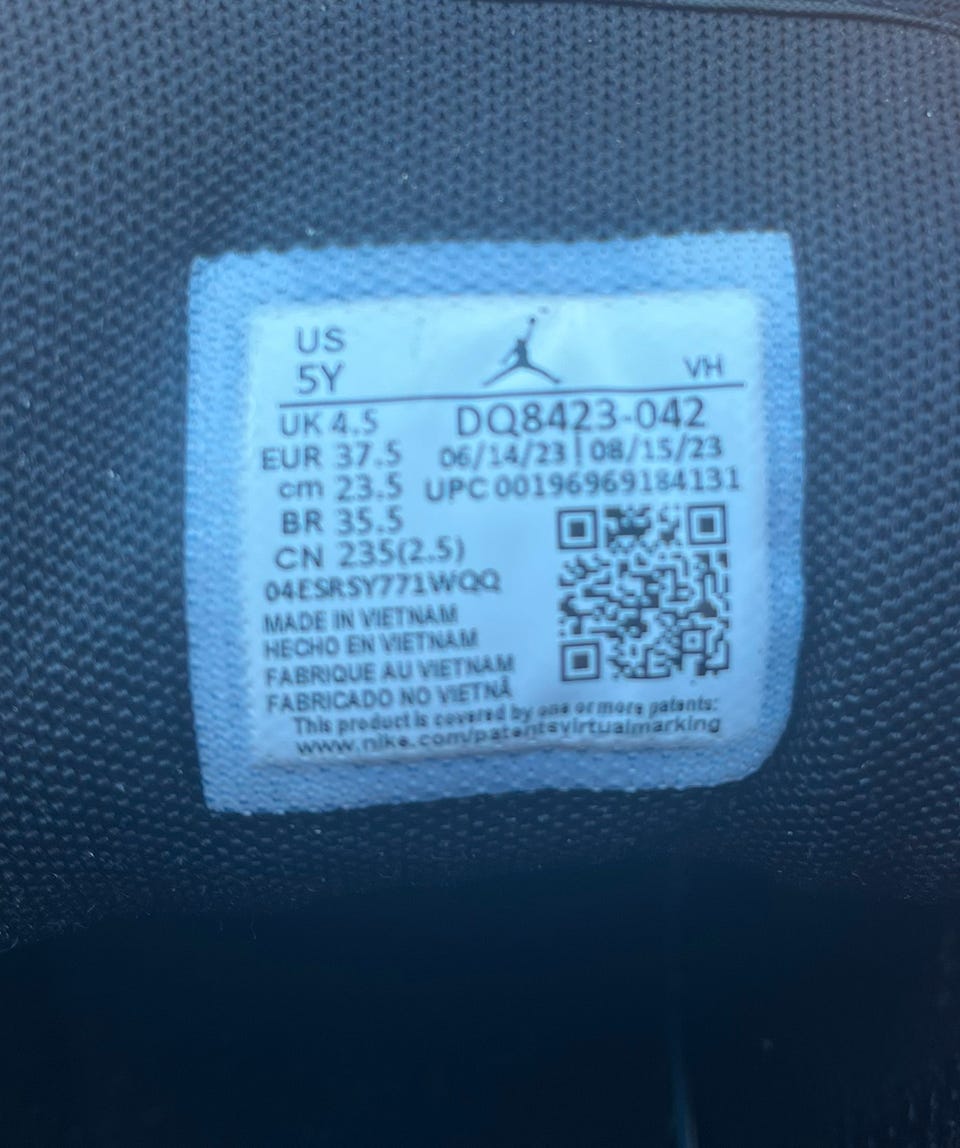 US
5Y
VH
UK 4.5
DQ8423-042
EUR 37.5
06/14/23 | 08/15/23
cm 23.5
UPC 00196969184131
BR 35.5
CN 235(2.5)
04ESRSY771WQQ
MADE IN VIETNAM
HECHO EN VIETNAM
FABRIQUE AU VIETNAM
FABRICADO NO VIETNÃ
This product is covered by one or more patents:
www.nike.com/patentsvirtualmarking